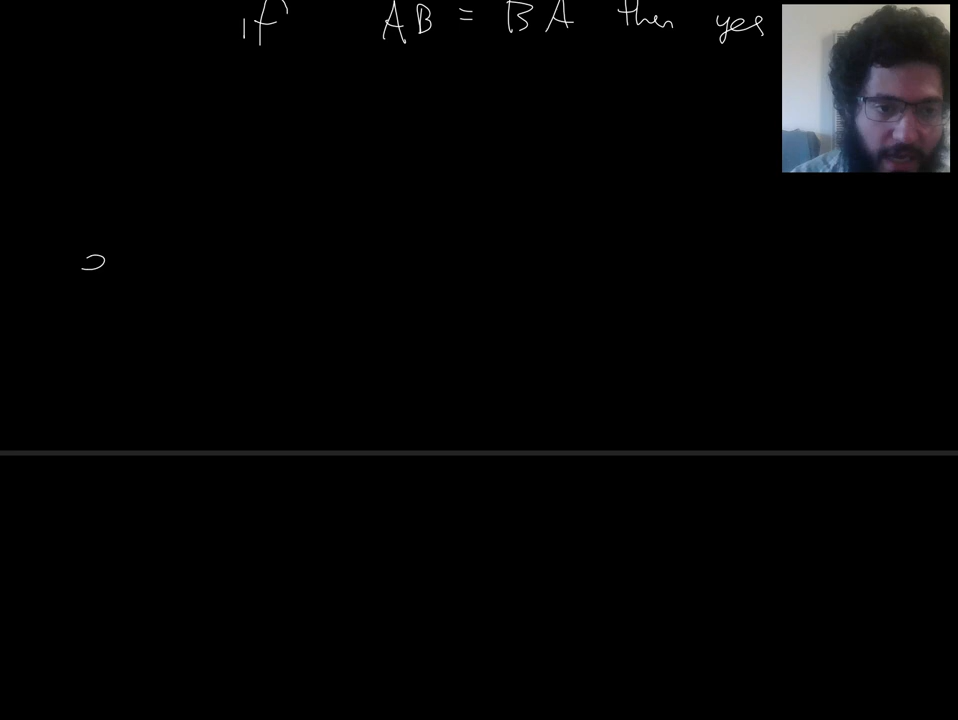 if AB = BA then yes